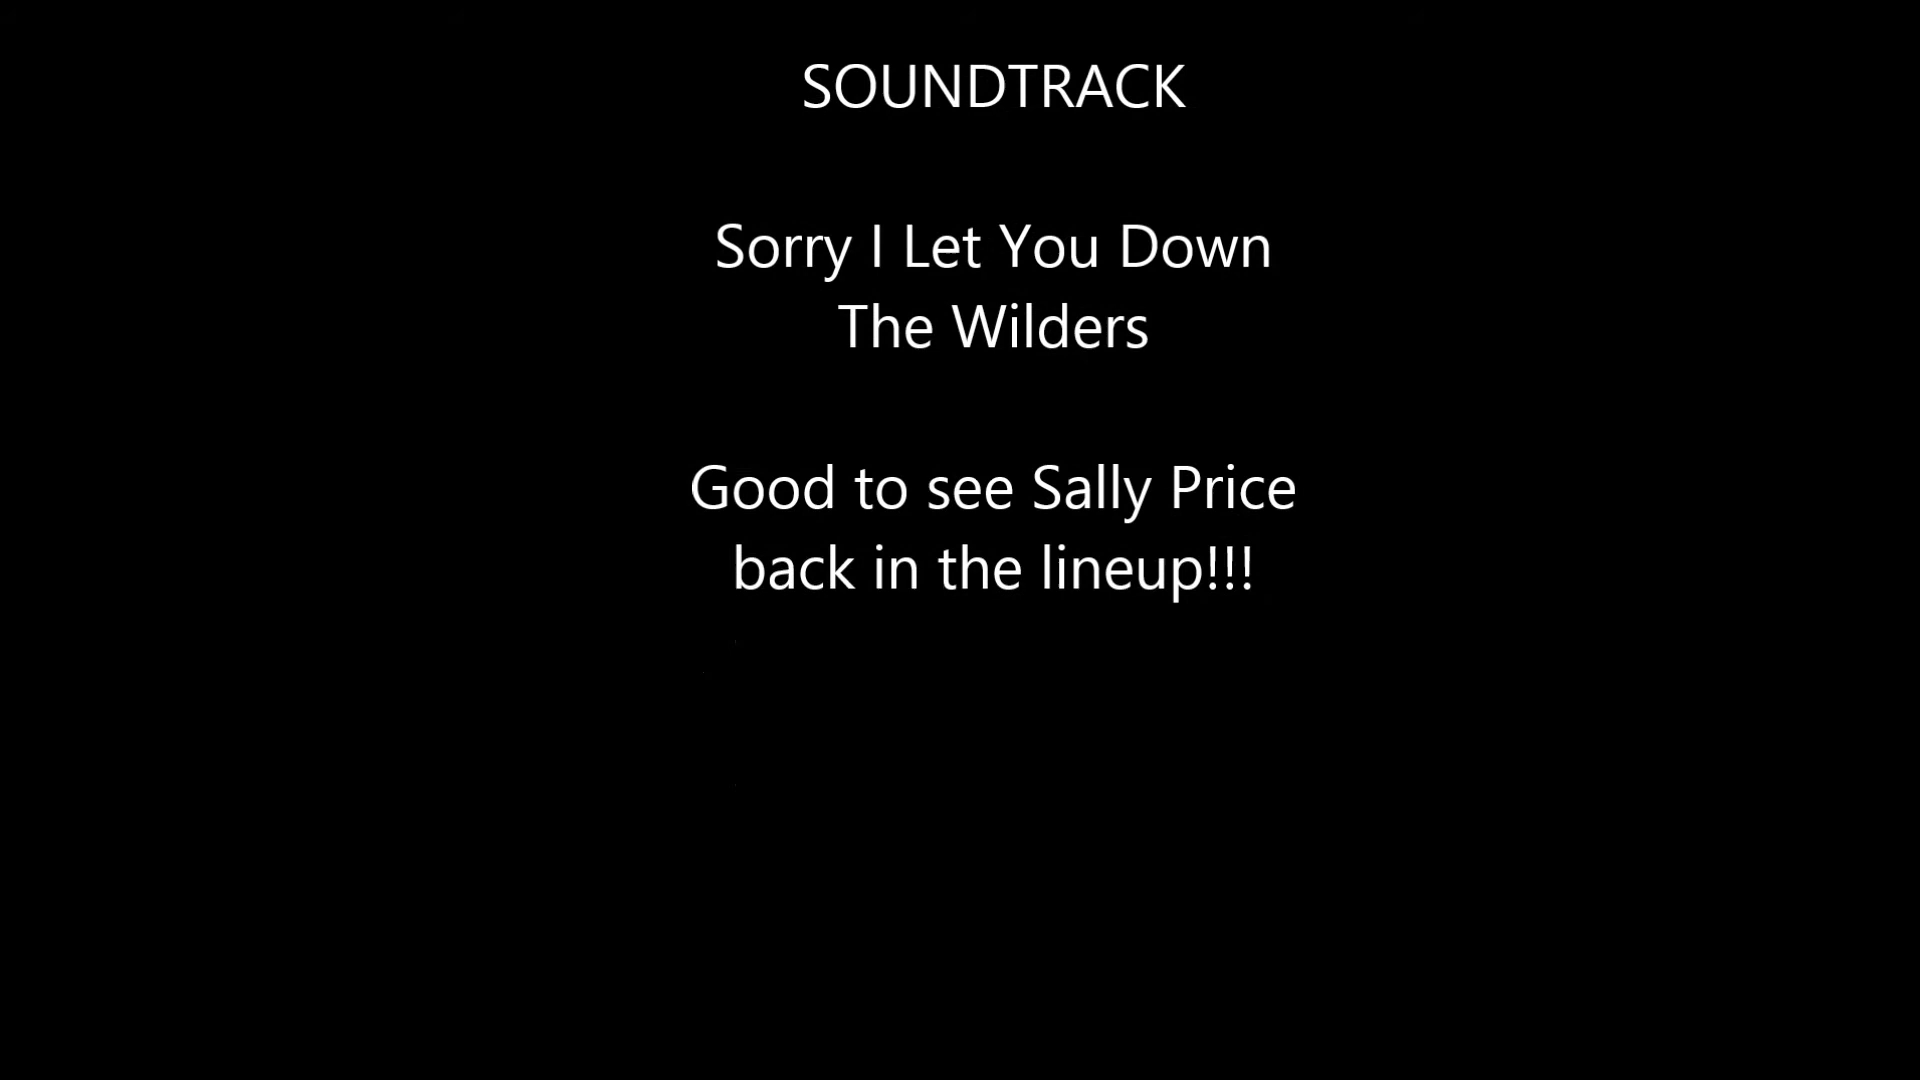 SOUNDTRACK
Sorry I Let You Down
The Wilders
Good to see Sally Price
back in the lineup!!!